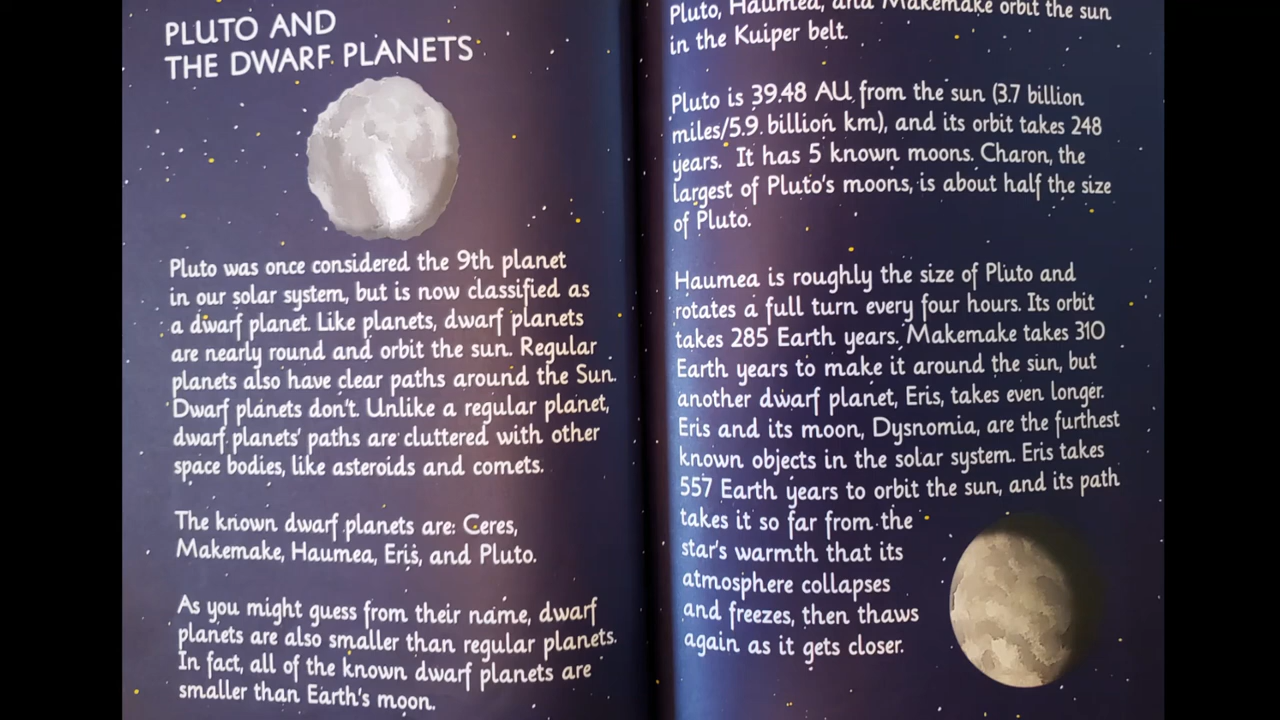 PLUTO AND
THE DWARF PLANETS
Pluto was once considered the 9th planet
in our solar system, but is now classified as
a dwarf planet. Like planets, dwarf planets
are nearly round and orbit the sun. Regular
planets also have clear paths around the Sun.
Dwarf planets don't. Unlike a regular planet,
dwarf planets' paths are cluttered with other
space bodies, like asteroids and comets.
The known dwarf planets are: Ceres,
Makemake, Haumea, Eris, and Pluto.
As you might guess from their name, dwarf
planets are also smaller than regular planets.
In fact, all of the known dwarf planets are
smaller than Earth's moon.
Pluto, Haumea, and Makemake orbit the sun
in the Kuiper belt.
Pluto is 39.48 AU from the sun (3.7 billion
miles/5.9 billion km), and its orbit takes 248
years. It has 5 known moons. Charon, the
largest of Pluto's moons, is about half the size
of Pluto.
Haumea is roughly the size of Pluto and
rotates a full turn every four hours. Its orbit
takes 285 Earth years. Makemake takes 310
Earth years to make it around the sun, but
another dwarf planet, Eris, takes even longer.
Eris and its moon, Dysnomia, are the furthest
known objects in the solar system. Eris takes
557 Earth years to orbit the sun, and its path
takes it so far from the
star's warmth that its
atmosphere collapses
and freezes, then thaws
again as it gets closer.